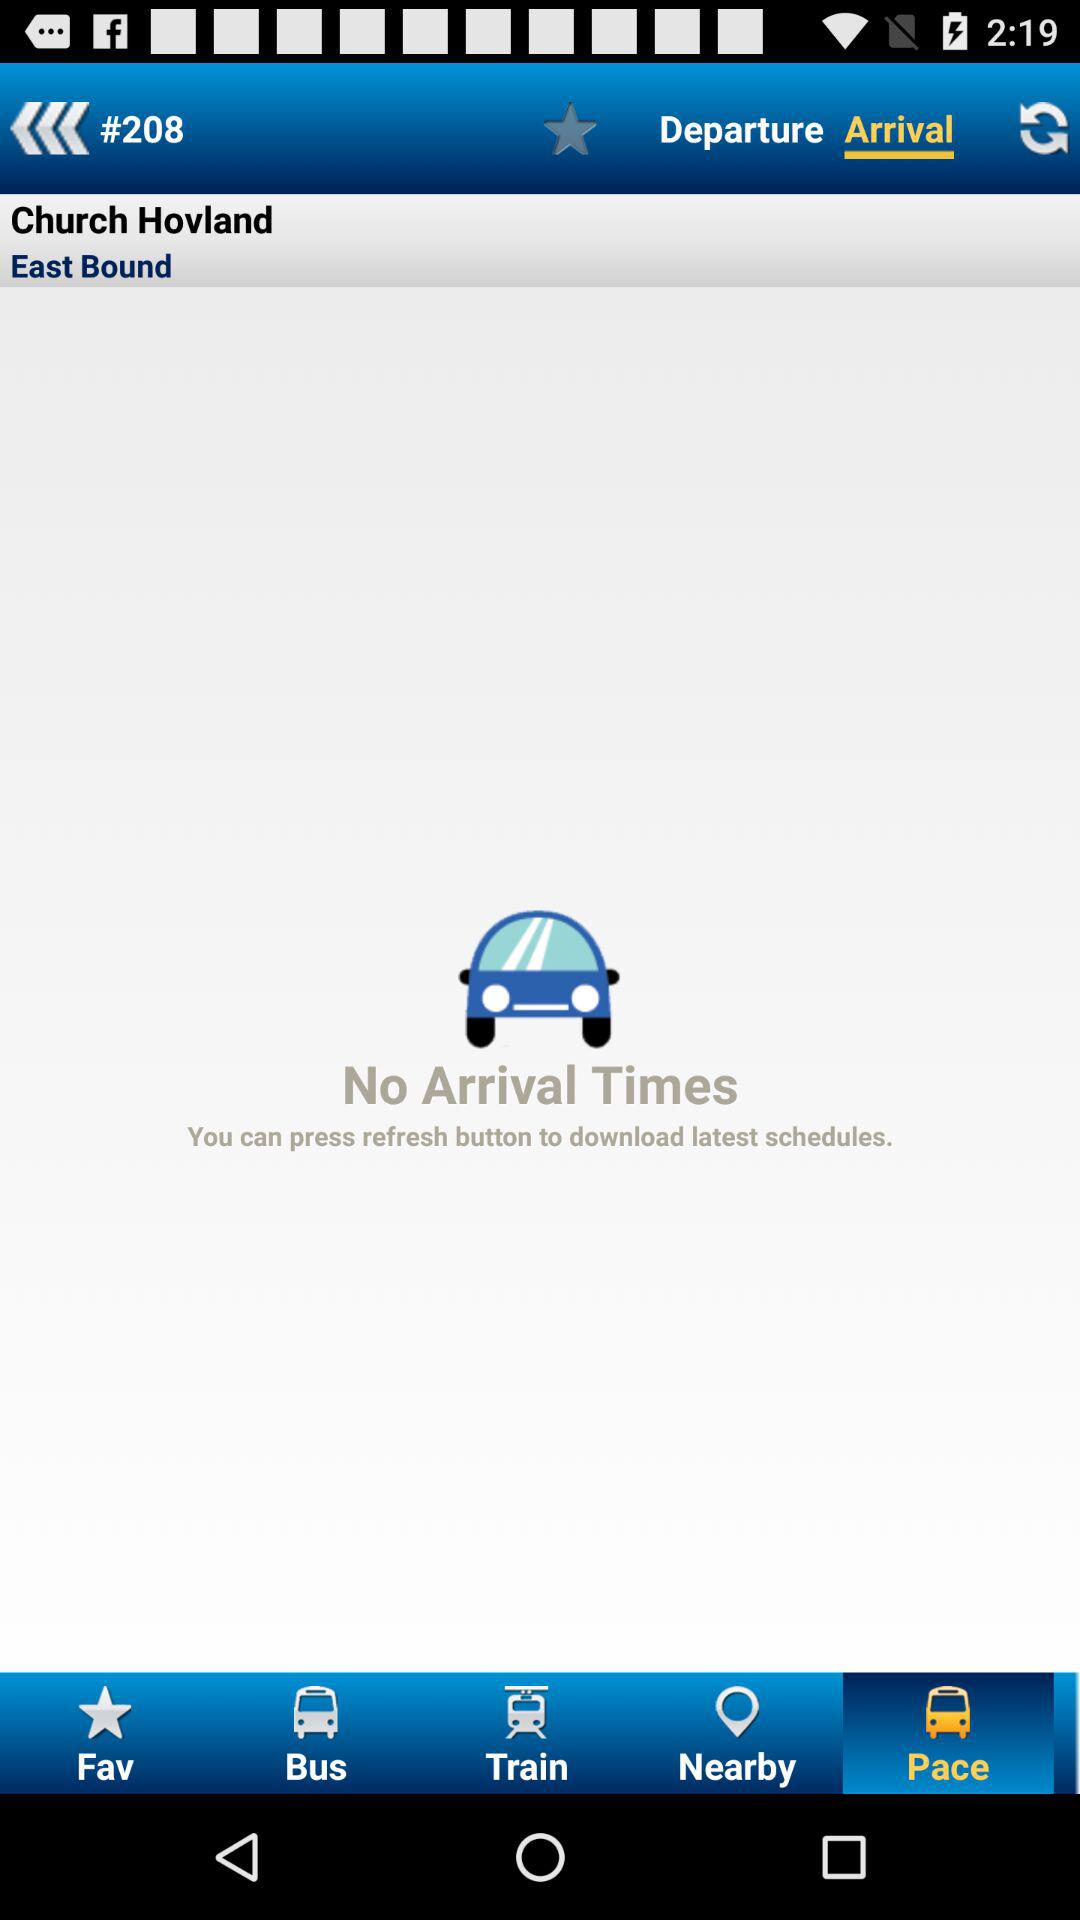 2:19
#208 Departure Arrival
Church Hovland
East Bound
No Arrival Times
You can press refresh button to download latest schedules.
Fav Bus Train Nearby Pace